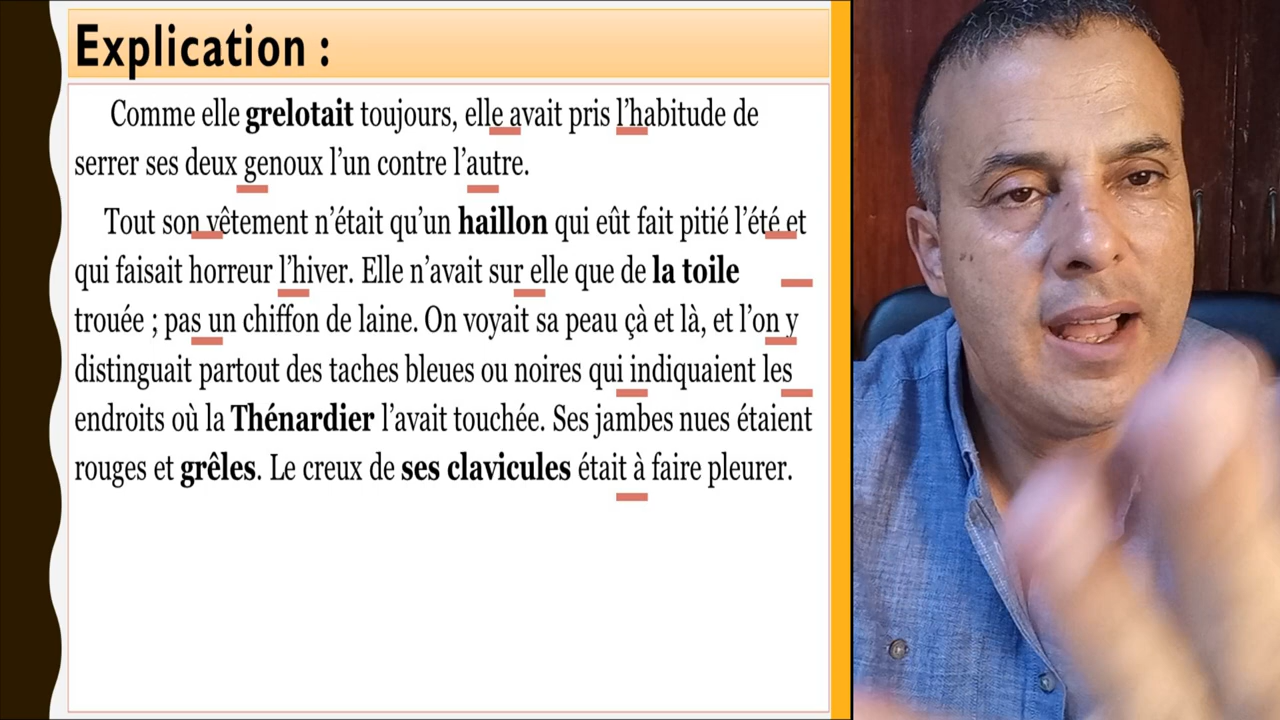 Explication :
Comme elle grelotait toujours, elle avait pris l’habitude de
serrer ses deux genoux l’un contre l’autre.
Tout son vêtement n’était qu’un haillon qui eût fait pitié l’été et
qui faisait horreur l’hiver. Elle n’avait sur elle que de la toile
trouée ; pas un chiffon de laine. On voyait sa peau çà et là, et l’on y
distinguait partout des taches bleues ou noires qui indiquaient les
endroits où la Thénardier l’avait touchée. Ses jambes nues étaient
rouges et grêles. Le creux de ses clavicules était à faire pleurer.